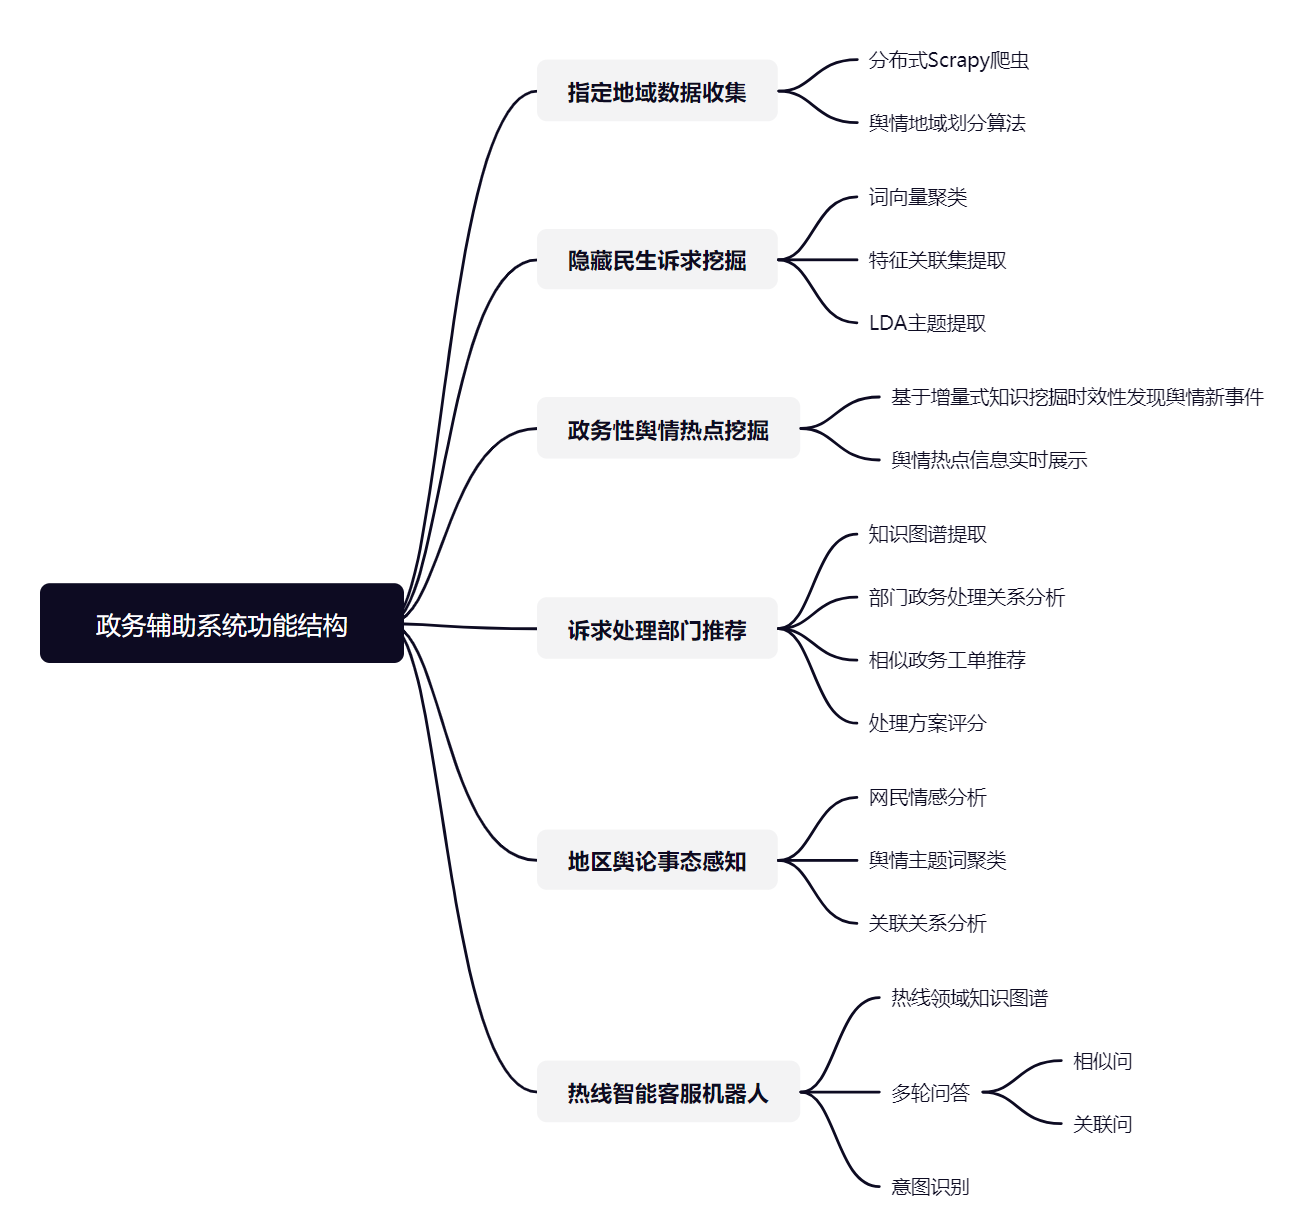 政务辅助系统功能结构
指定地域数据收集
分布式Scrapy爬虫
舆情地域划分算法
隐藏民生诉求挖掘
词向量聚类
特征关联集提取
LDA主题提取
政务性舆情热点挖掘
基于增量式知识挖掘时效性发现舆情新事件
舆情热点信息实时展示
诉求处理部门推荐
知识图谱提取
部门政务处理关系分析
相似政务工单推荐
处理方案评分
地区舆论事态感知
网民情感分析
舆情主题词聚类
关联关系分析
热线智能客服机器人
热线领域知识图谱
多轮问答
相似问
关联问
意图识别